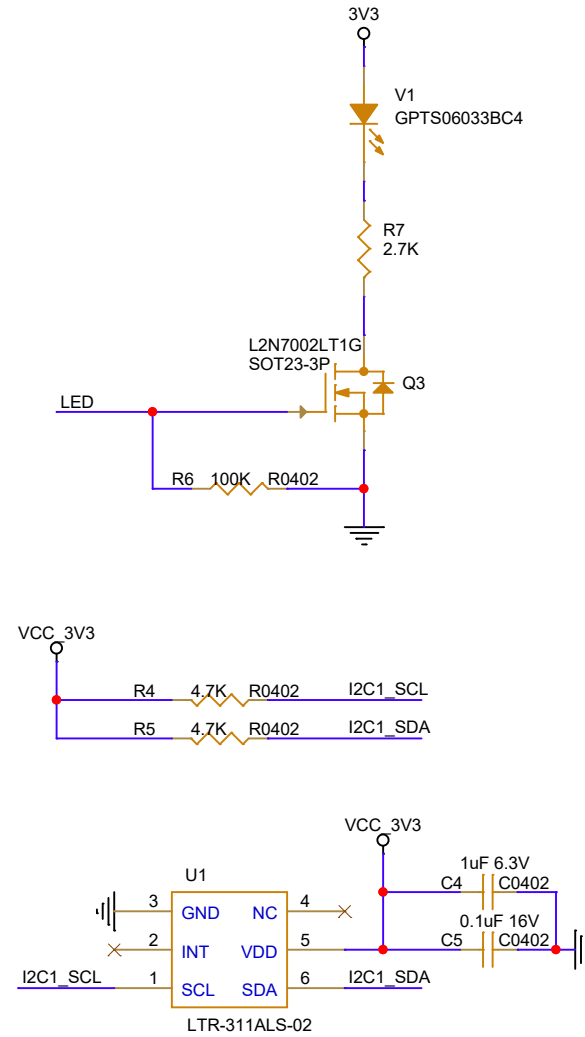 3V3
V1
GPTS06033BC4
R7
2.7K
L2N7002LT1G
SOT23-3P
Q3
LED
R6 100K R0402
VCC_3V3
R4 4.7K R0402 I2C1_SCL
R5 4.7K R0402 I2C1_SDA
VCC_3V3
U1
1uF 6.3V
C4 C0402
3 GND NC 4
0.1uF 16V
2 INT VDD 5 C5 C0402
I2C1_SCL 1 SCL SDA 6 I2C1_SDA
LTR-311ALS-02